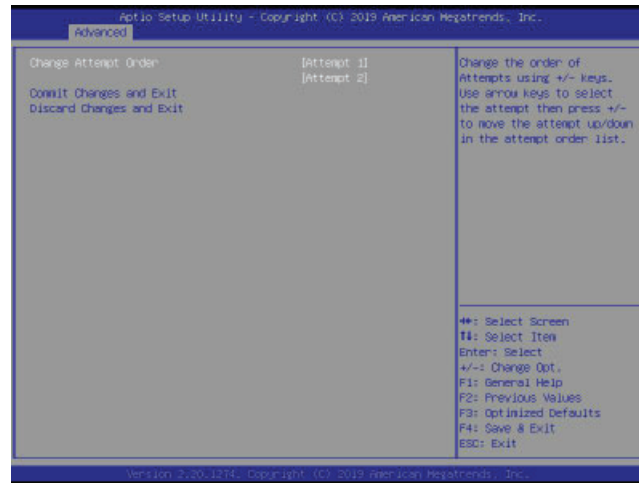 Aptio Setup Utility - Copyright (C) 2019 American Megatrends, Inc.
Advanced
Change Attempt Order [Attempt 1]
[Attempt 2]
Commit Changes and Exit
Discard Changes and Exit
Change the order of
Attempts using +/- keys.
Use arrow keys to select
the attempt then press +/-
to move the attempt up/down
in the attempt order list.
→←: Select Screen
↑↓: Select Item
Enter: Select
+/-: Change Opt.
F1: General Help
F2: Previous Values
F3: Optimized Defaults
F4: Save & Exit
ESC: Exit
Version 2.20.1274. Copyright (C) 2019 American Megatrends, Inc.